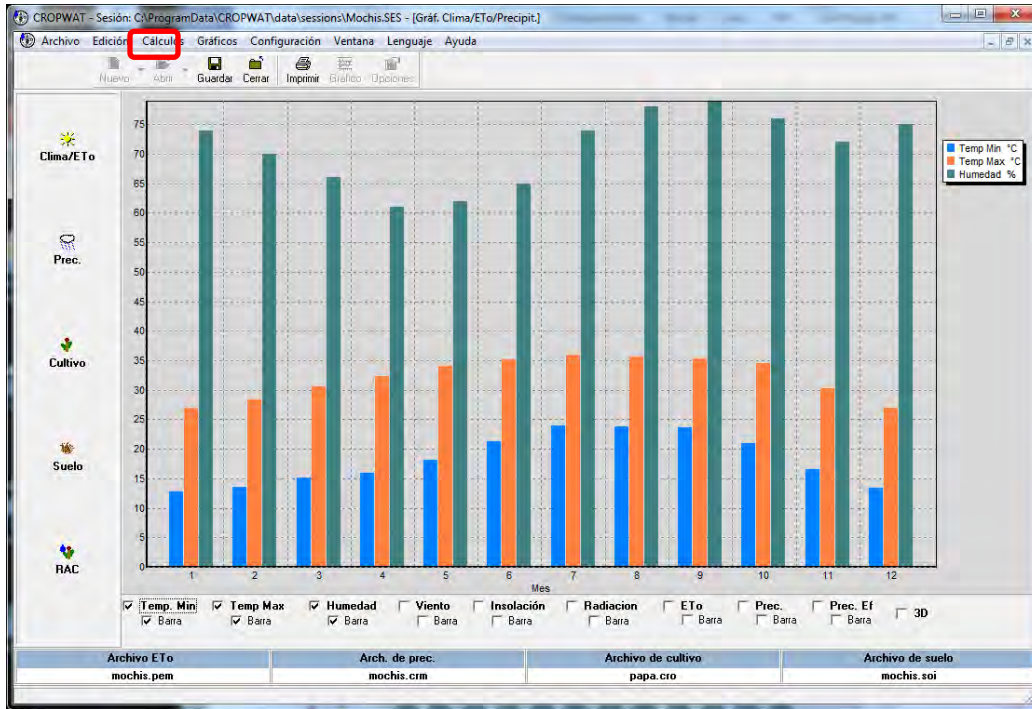 CROPWAT - Sesión: C:\ProgramData\CROPWAT\data\sessions\Mochis.SES - [Gráf. Clima/ETo/Precipit.]
Archivo Edición Cálculos Gráficos Configuración Ventana Lenguaje Ayuda
Nuevo Abrir Guardar Cerrar Imprimir Gráfico Opciones
Clima/ETo
Prec.
Cultivo
Suelo
RAC
75
70
65
60
55
50
45
40
35
30
25
20
15
10
5
0
1 2 3 4 5 6 7 8 9 10 11 12
Mes
Temp Min °C
Temp Max °C
Humedad %
Temp. Min Temp Max Humedad Viento Insolación Radiacion ETo Prec. Prec. Ef 3D
Barra Barra Barra Barra Barra Barra Barra Barra Barra
Archivo ETo Arch. de prec. Archivo de cultivo Archivo de suelo
mochis.pem mochis.crm papa.cro mochis.soi